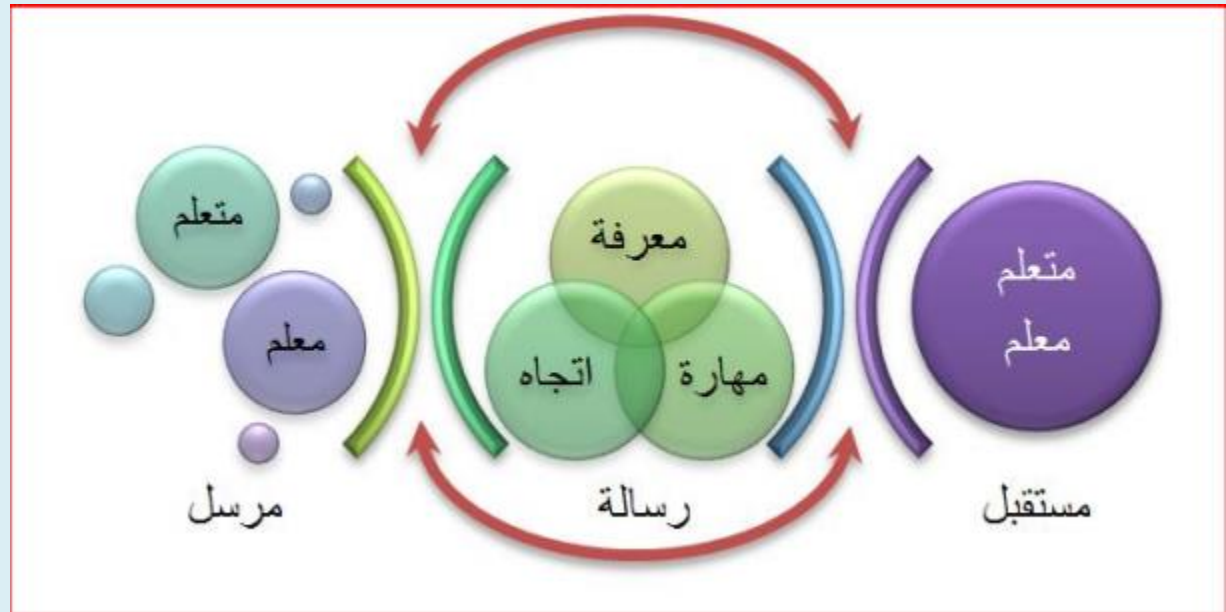 متعلم
معلم
معرفة
اتجاه
مهارة
متعلم
معلم
مرسل
رسالة
مستقبل